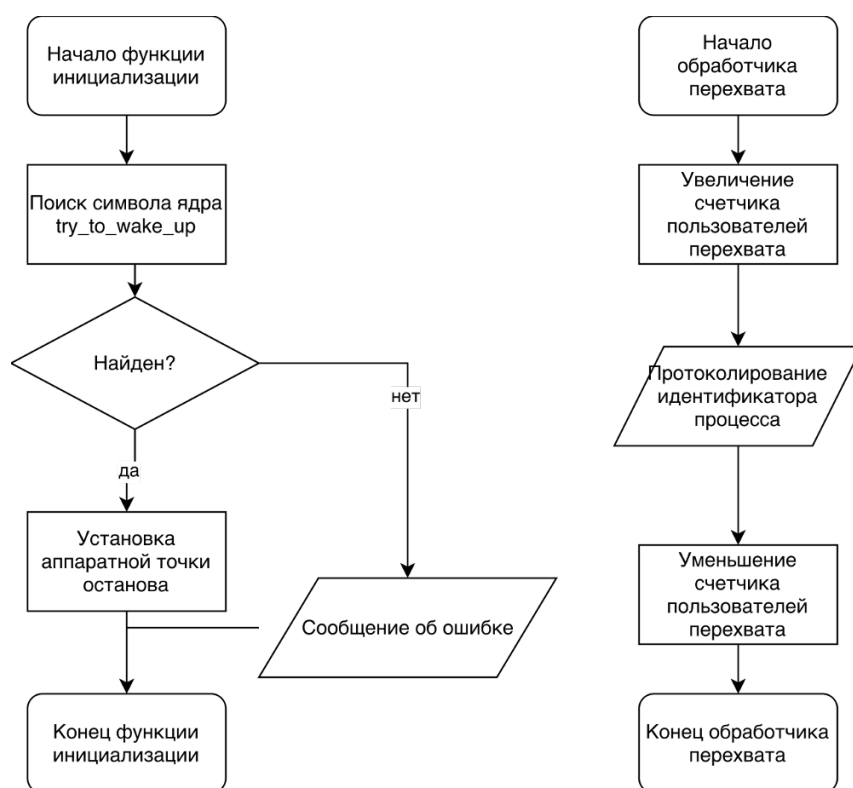 Начало функции
инициализации
Поиск символа ядра
try_to_wake_up
Найден?
нет
да
Установка
аппаратной точки
останова
Сообщение об ошибке
Конец функции
инициализации
Начало
обработчика
перехвата
Увеличение
счетчика
пользователей
перехвата
Протоколирование
идентификатора
процесса
Уменьшение
счетчика
пользователей
перехвата
Конец обработчика
перехвата